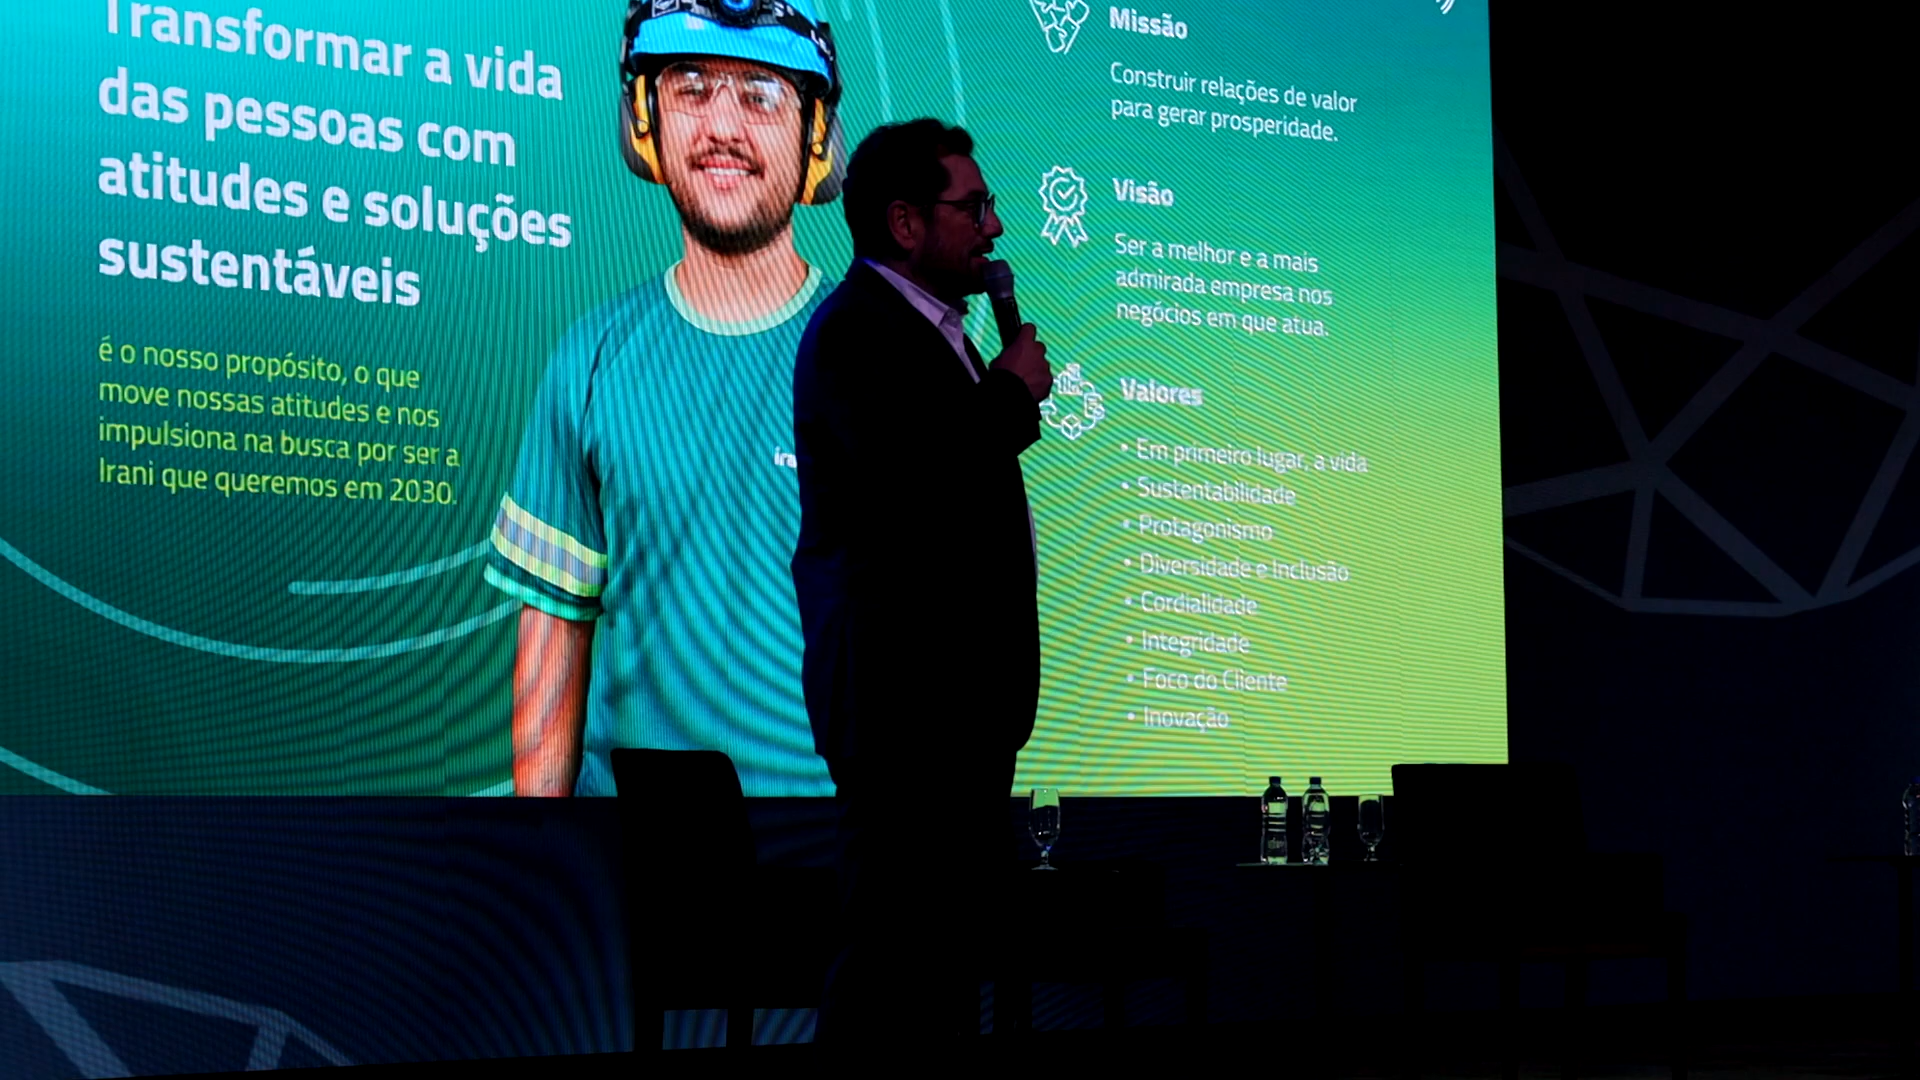 Transformar a vida
das pessoas com
atitudes e soluções
sustentáveis
é o nosso propósito, o que
move nossas atitudes e nos
impulsiona na busca por ser a
Irani que queremos em 2030.
Missão
Construir relações de valor
para gerar prosperidade.
Visão
Ser a melhor e a mais
admirada empresa nos
negócios em que atua.
Valores
• Em primeiro lugar, a vida
• Sustentabilidade
• Protagonismo
• Diversidade e Inclusão
• Cordialidade
• Integridade
• Foco do Cliente
• Inovação